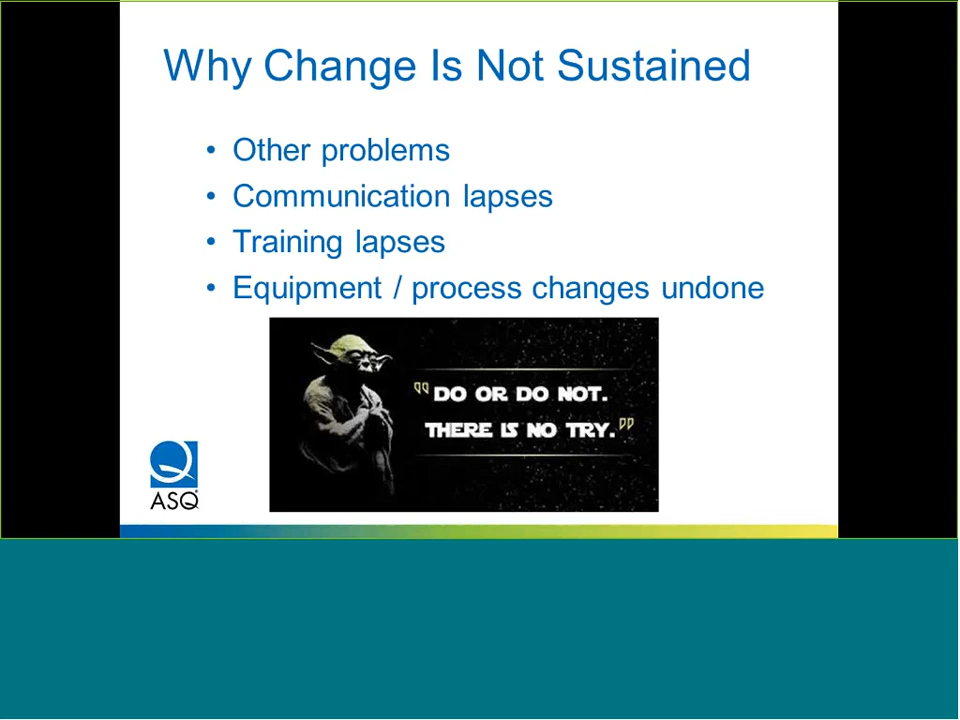 Why Change Is Not Sustained
• Other problems
• Communication lapses
• Training lapses
• Equipment / process changes undone
"DO OR DO NOT.
THERE IS NO TRY."
ASQ®